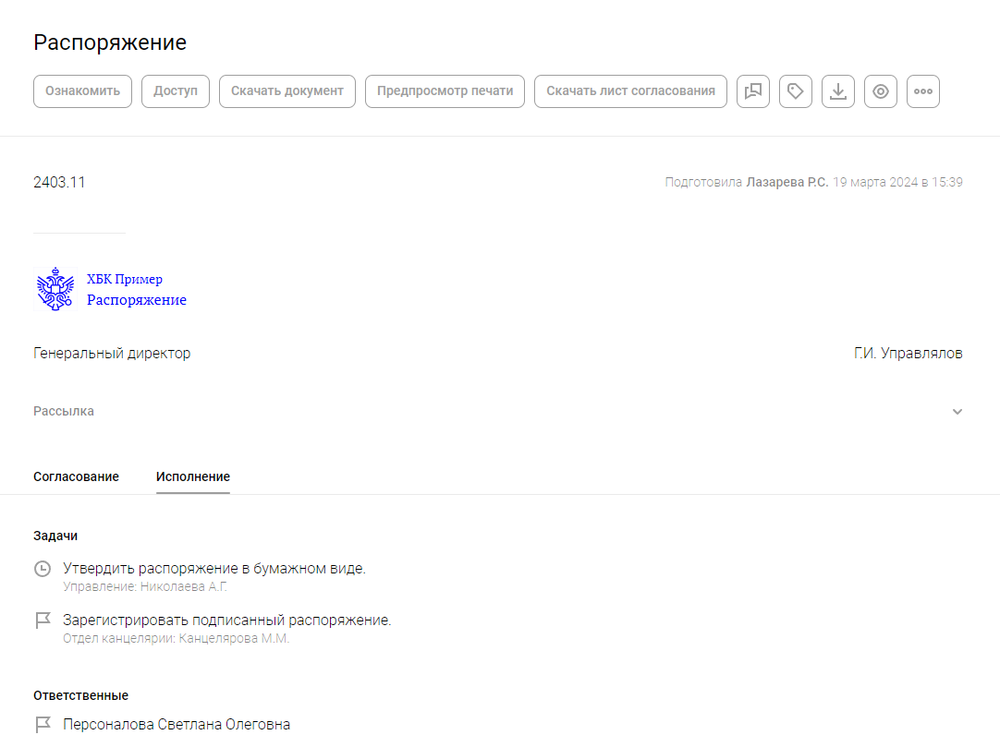 Распоряжение
Ознакомить Доступ Скачать документ Предпросмотр печати Скачать лист согласования
2403.11 Подготовила Лазарева Р.С. 19 марта 2024 в 15:39
ХБК Пример
Распоряжение
Генеральный директор Г.И. Управлялов
Рассылка
Согласование Исполнение
Задачи
Утвердить распоряжение в бумажном виде.
Управление: Николаева А.Г.
Зарегистрировать подписанный распоряжение.
Отдел канцелярии: Канцелярова М.М.
Ответственные
Персоналова Светлана Олеговна